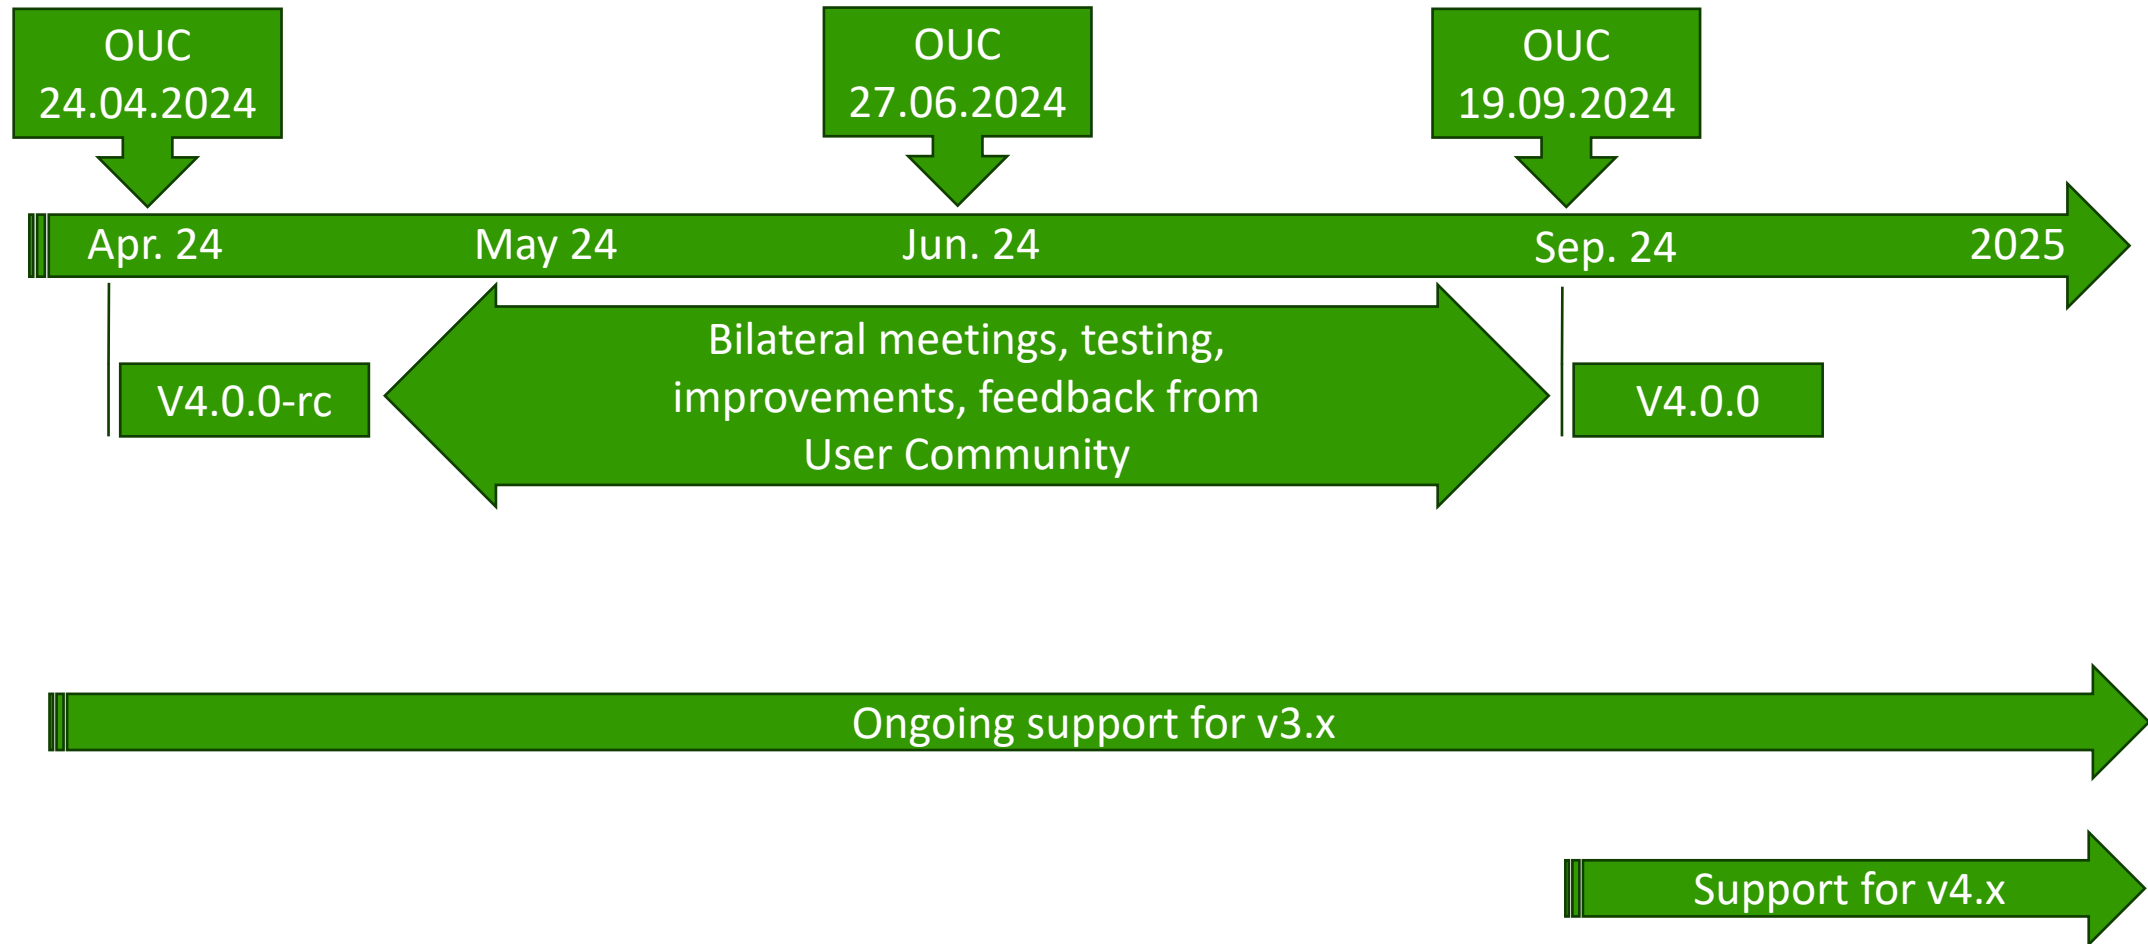 OUC
24.04.2024
OUC
27.06.2024
OUC
19.09.2024
Apr. 24
May 24
Jun. 24
Sep. 24
2025
Bilateral meetings, testing,
improvements, feedback from
User Community
V4.0.0-rc
V4.0.0
Ongoing support for v3.x
Support for v4.x